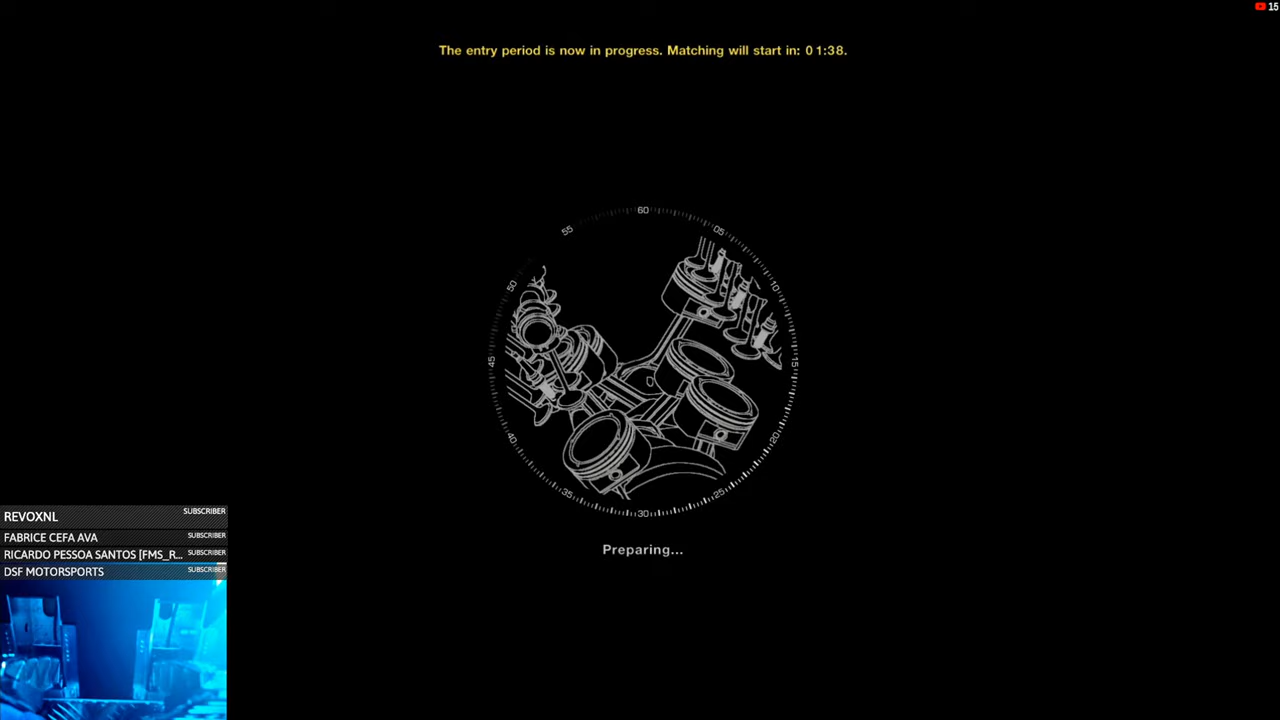 15
The entry period is now in progress. Matching will start in: 01:38.
60
55
05
50
10
45
15
40
20
35
25
30
Preparing...
REVOXNL SUBSCRIBER
FABRICE CEFA AVA SUBSCRIBER
RICARDO PESSOA SANTOS [FMS_R... SUBSCRIBER
DSF MOTORSPORTS SUBSCRIBER